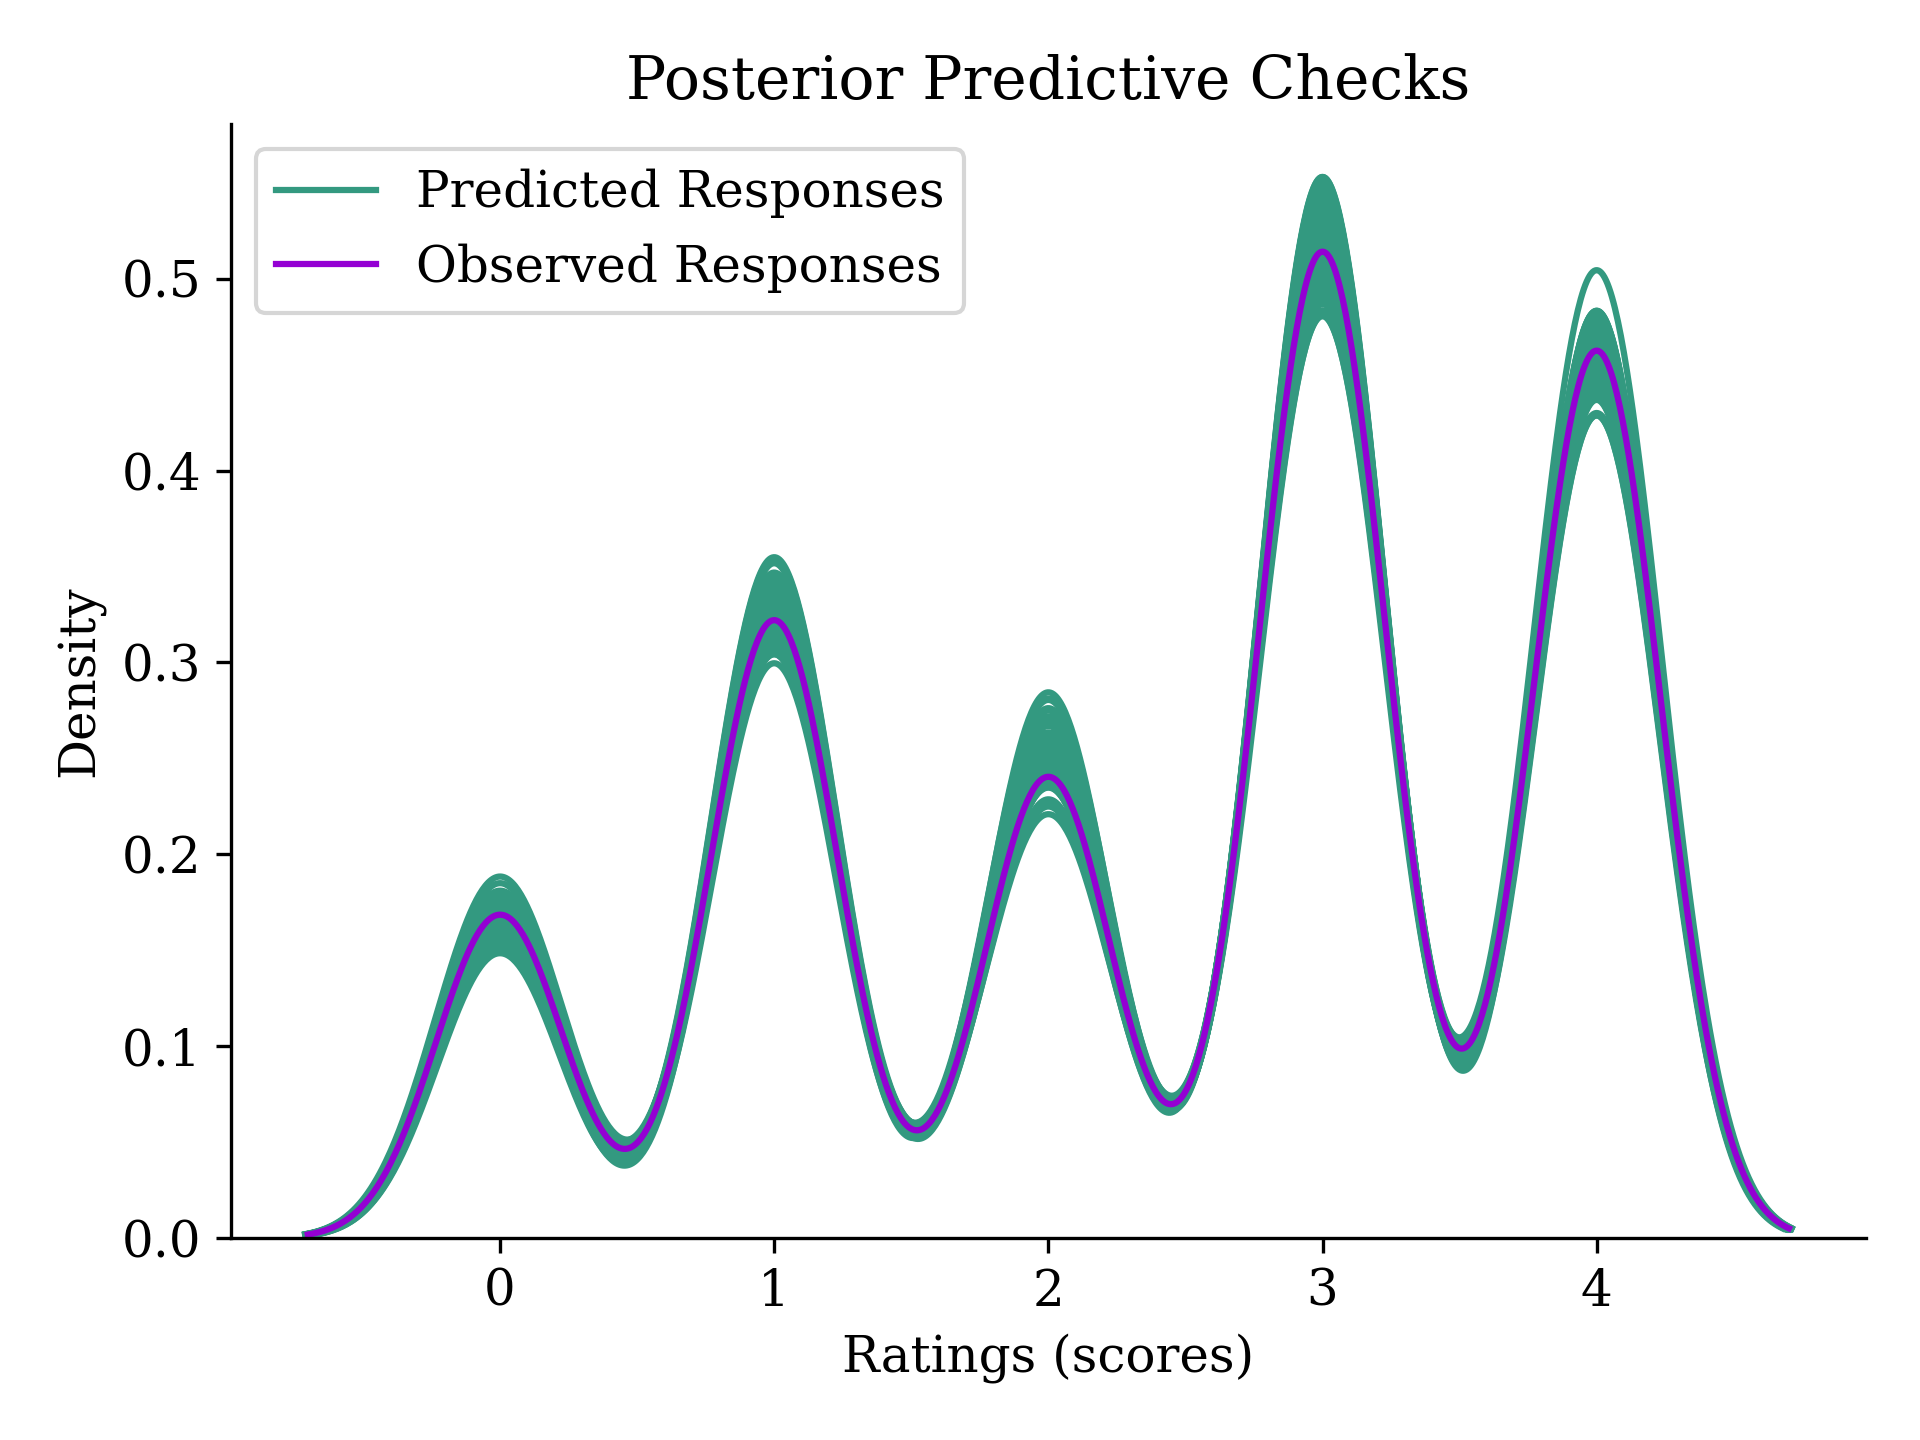 Posterior Predictive Checks
Predicted Responses
Observed Responses
Density
0.5
0.4
0.3
0.2
0.1
0.0
0 1 2 3 4
Ratings (scores)